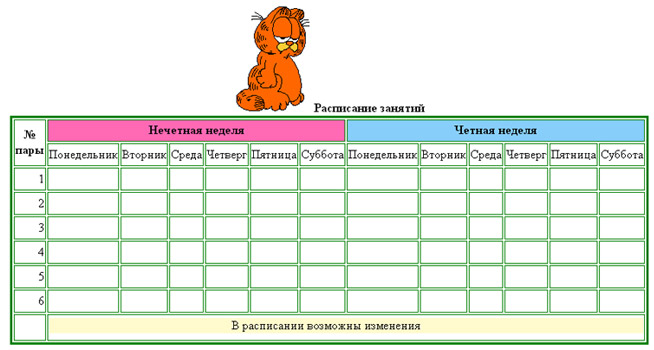 Расписание занятий
№ пары Нечетная неделя Четная неделя
Понедельник Вторник Среда Четверг Пятница Суббота Понедельник Вторник Среда Четверг Пятница Суббота
1
2
3
4
5
6
В расписании возможны изменения